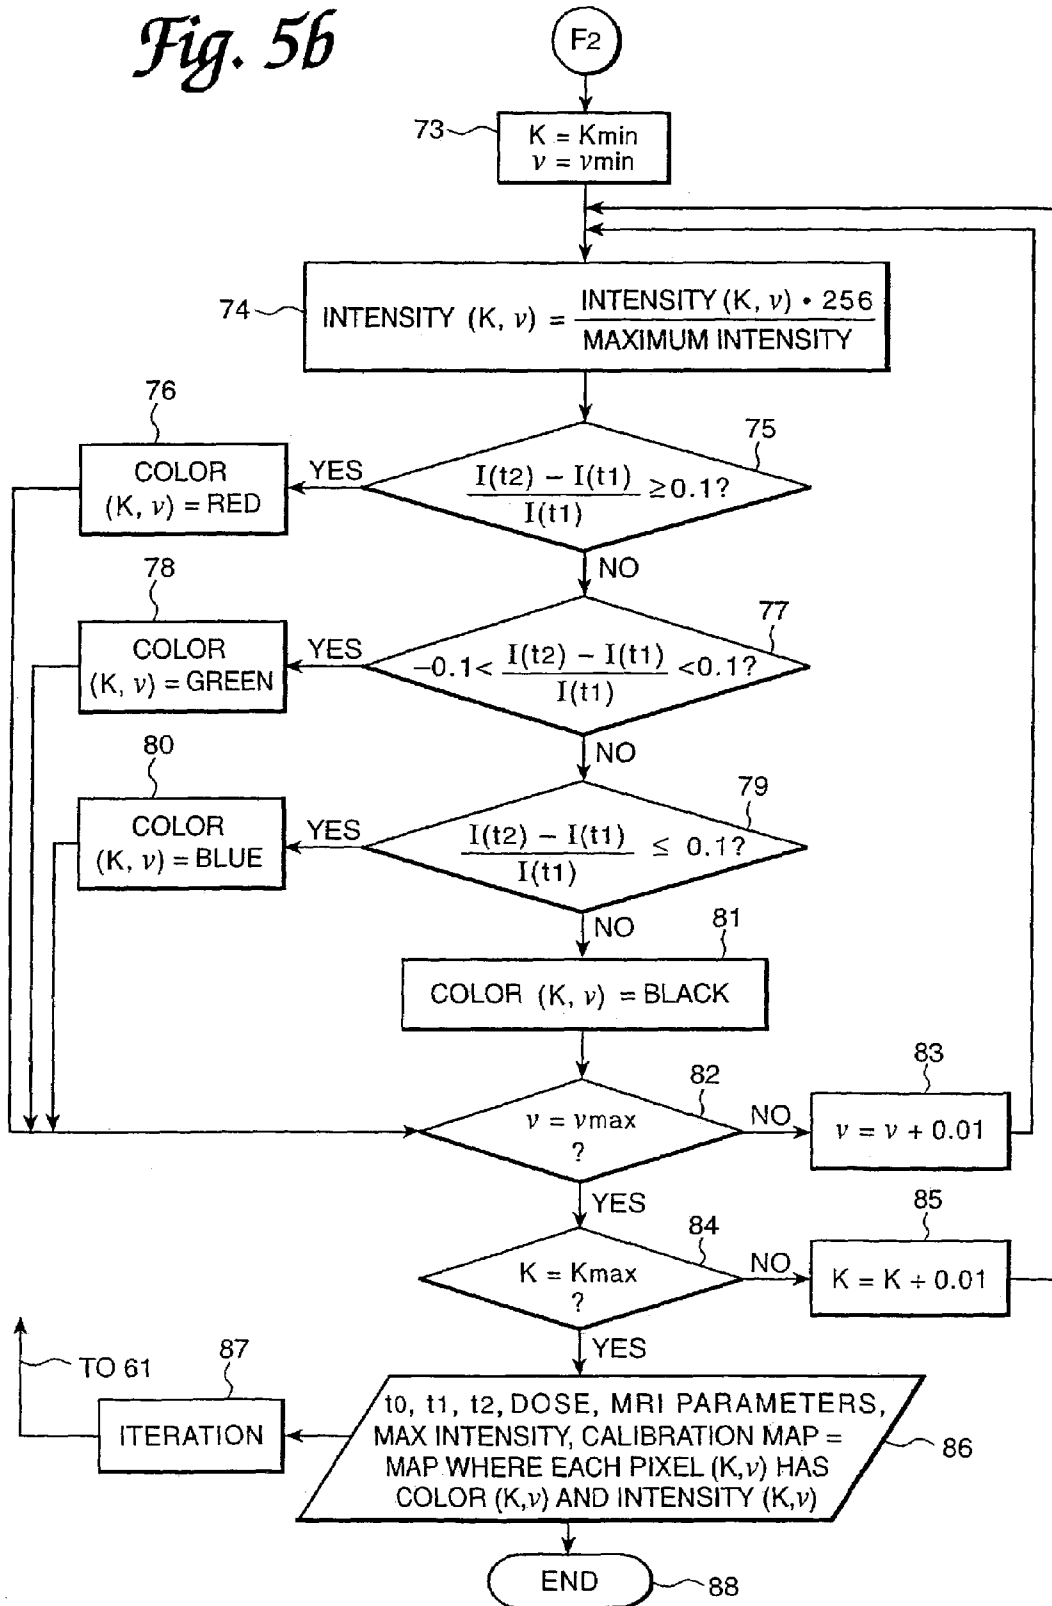 Fig. 5b
F2
73
K = Kmin
ν = νmin
74
INTENSITY (K, ν) = INTENSITY (K, ν) • 256
MAXIMUM INTENSITY
76
75
COLOR
(K, ν) = RED
YES
I(t2) – I(t1)
I(t1)
≥0.1?
NO
78
77
COLOR
(K, ν) = GREEN
YES
–0.1< I(t2) – I(t1) <0.1?
I(t1)
NO
80
79
COLOR
(K, ν) = BLUE
YES
I(t2) – I(t1)
I(t1)
≤ 0.1?
NO
81
COLOR (K, ν) = BLACK
82
83
ν = νmax
?
NO
ν = ν + 0.01
YES
84
85
K = Kmax
?
NO
K = K + 0.01
YES
TO 61
87
ITERATION
t0, t1, t2, DOSE, MRI PARAMETERS,
MAX INTENSITY, CALIBRATION MAP =
MAP WHERE EACH PIXEL (K,ν) HAS
COLOR (K,ν) AND INTENSITY (K,ν)
86
END
88